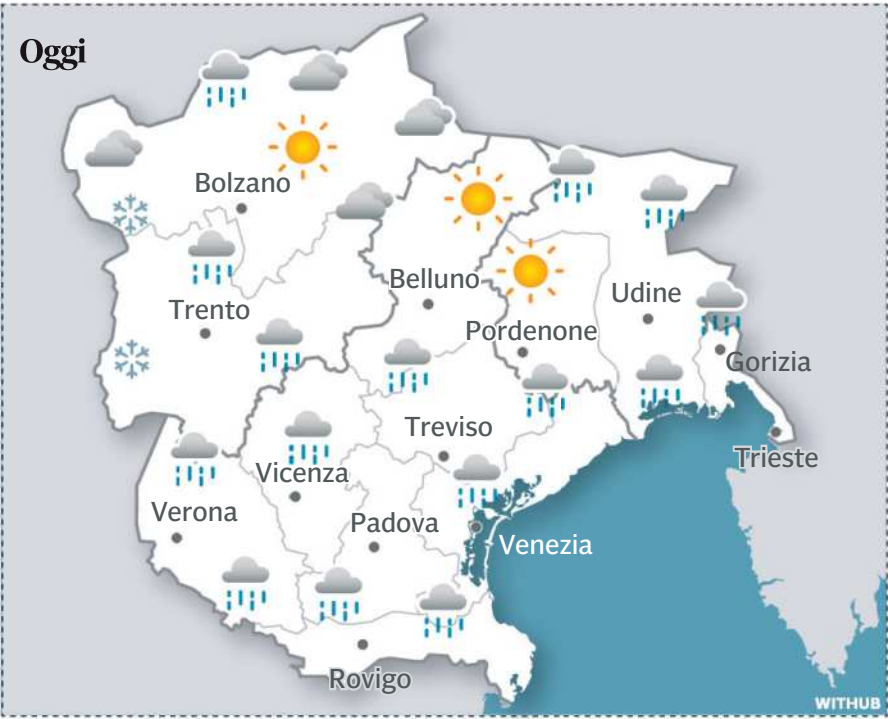 Oggi
Bolzano
Belluno
Udine
Trento
Pordenone
Gorizia
Treviso
Trieste
Vicenza
Verona
Padova
Venezia
Rovigo
WITHUB